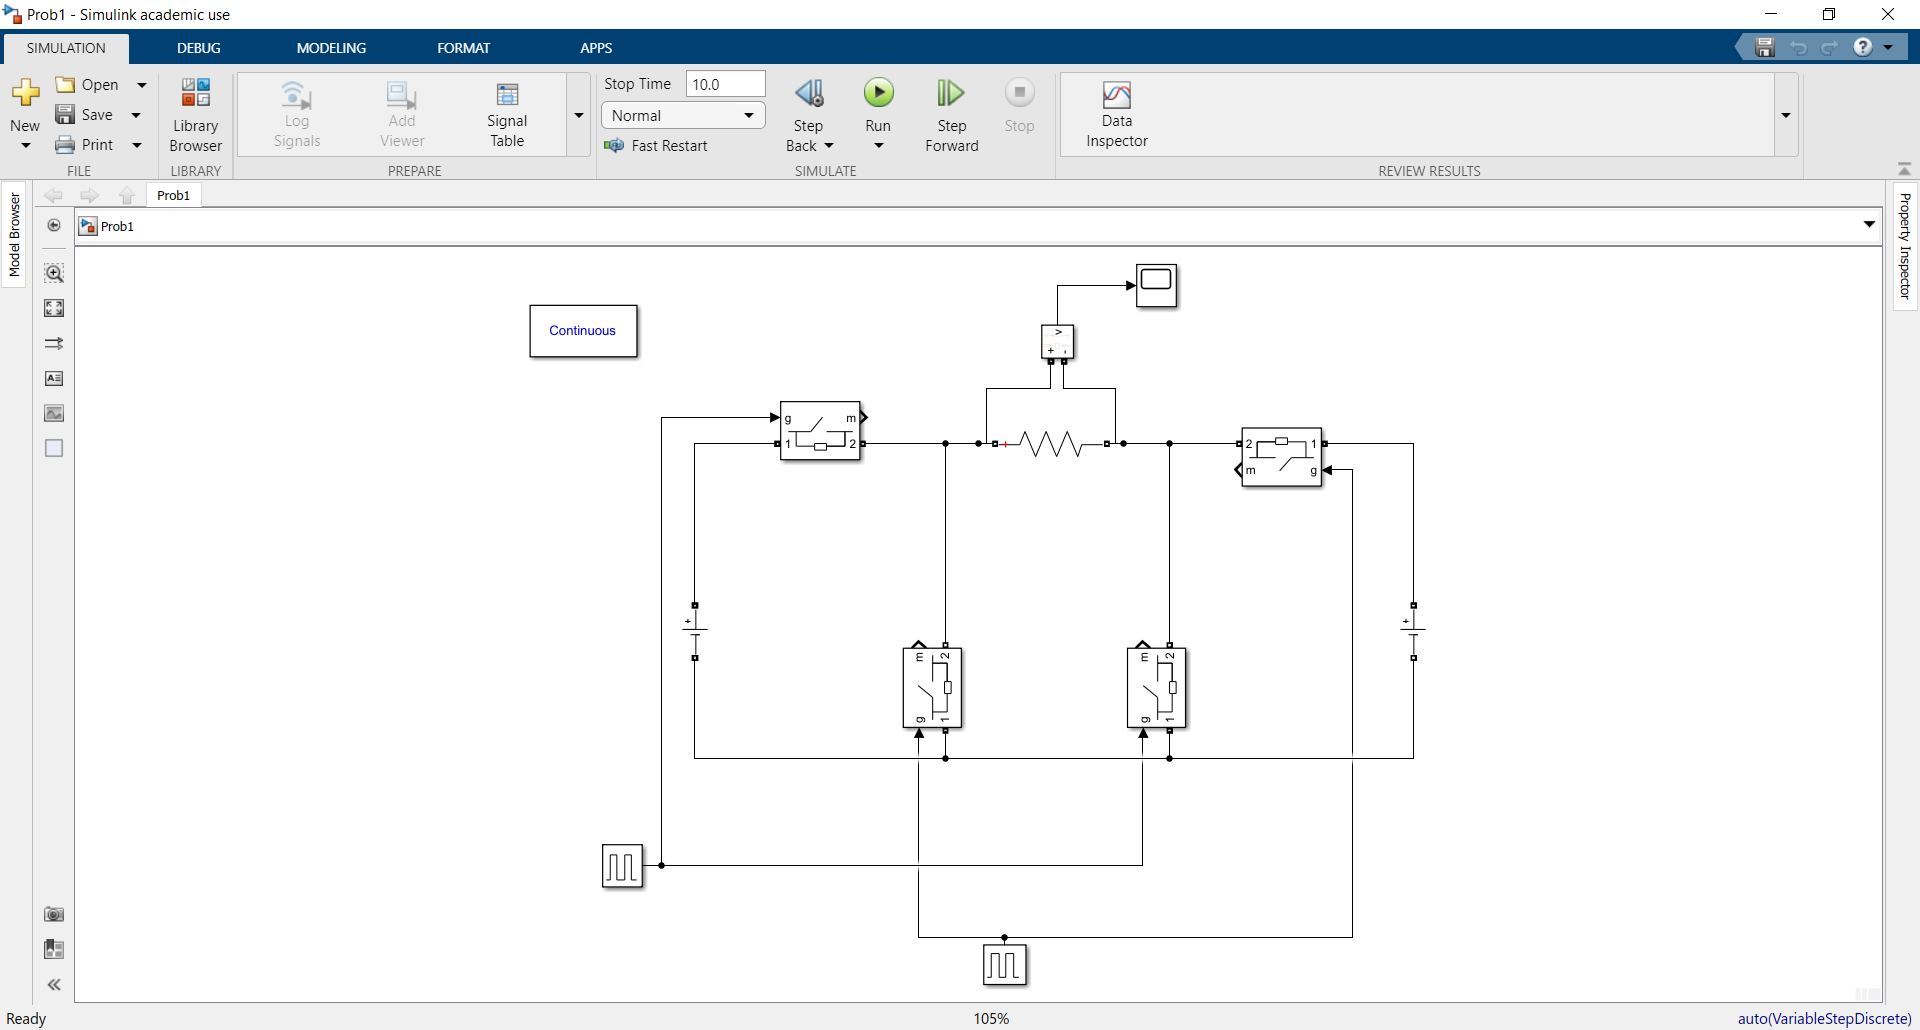 Prob1 - Simulink academic use
SIMULATION
DEBUG
MODELING
FORMAT
APPS
New
Open
Save
Print
FILE
Library
Browser
LIBRARY
Log
Signals
Add
Viewer
Signal
Table
PREPARE
Stop Time
10.0
Normal
Fast Restart
Step
Back
Run
Step
Forward
Stop
SIMULATE
Data
Inspector
REVIEW RESULTS
Model Browser
Prob1
Prob1
Property Inspector
Continuous
+ -
g m
1 2
+
2 1
m g
+
+
m 2
g 1
m 2
g 1
Ready
105%
auto(VariableStepDiscrete)